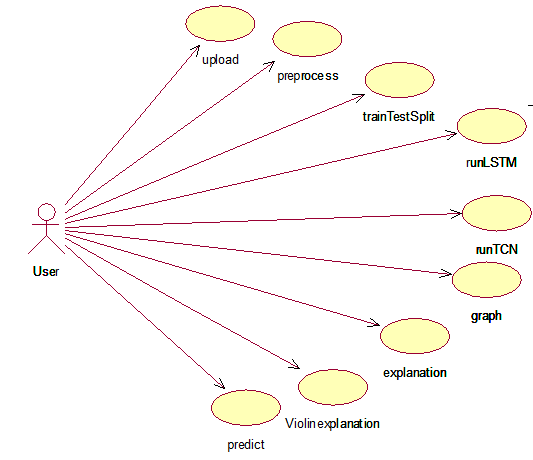 upload
preprocess
trainTestSplit
runLSTM
User
runTCN
graph
explanation
Violinexplanation
predict